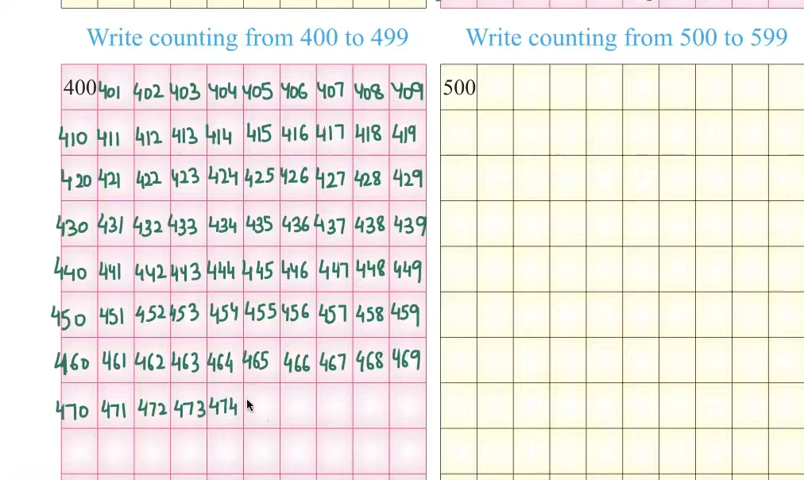 Write counting from 400 to 499
400 401 402 403 404 405 406 407 408 409
410 411 412 413 414 415 416 417 418 419
420 421 422 423 424 425 426 427 428 429
430 431 432 433 434 435 436 437 438 439
440 441 442 443 444 445 446 447 448 449
450 451 452 453 454 455 456 457 458 459
460 461 462 463 464 465 466 467 468 469
470 471 472 473 474
Write counting from 500 to 599
500